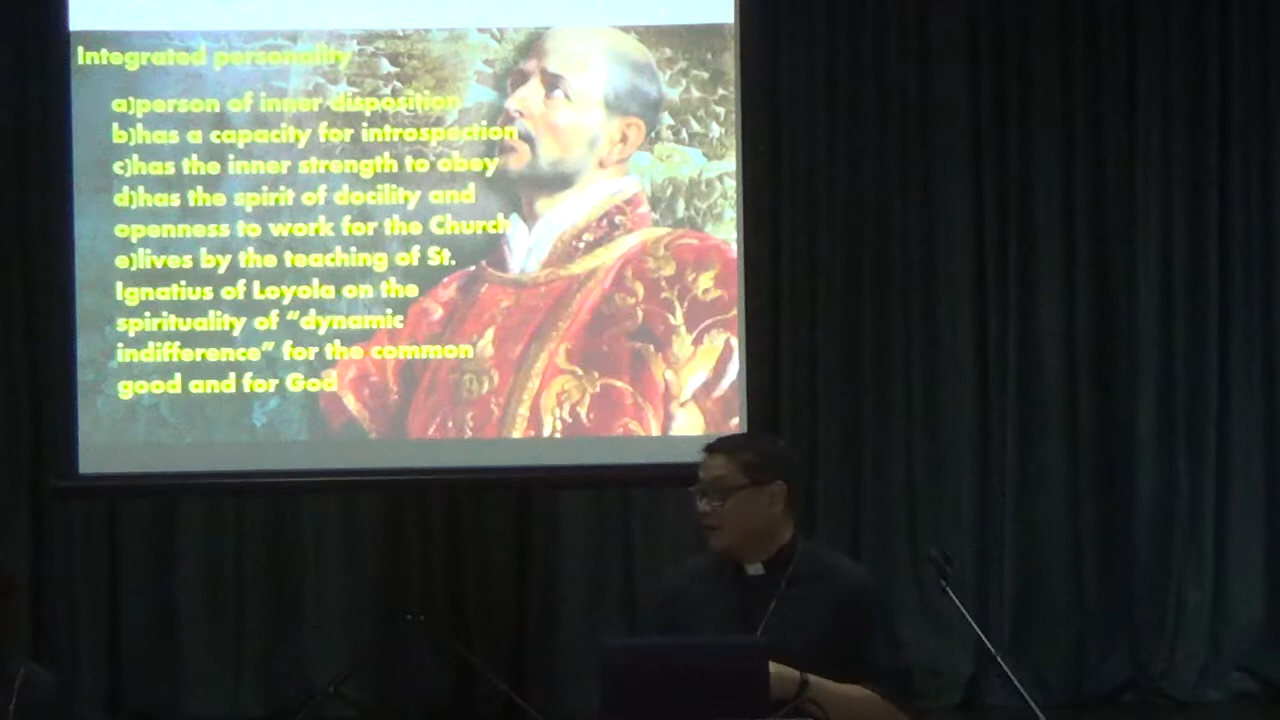 Integrated personality
a)person of inner disposition
b)has a capacity for introspection
c)has the inner strength to obey
d)has the spirit of docility and
openness to work for the Church
e)lives by the teaching of St.
Ignatius of Loyola on the
spirituality of “dynamic
indifference” for the common
good and for God